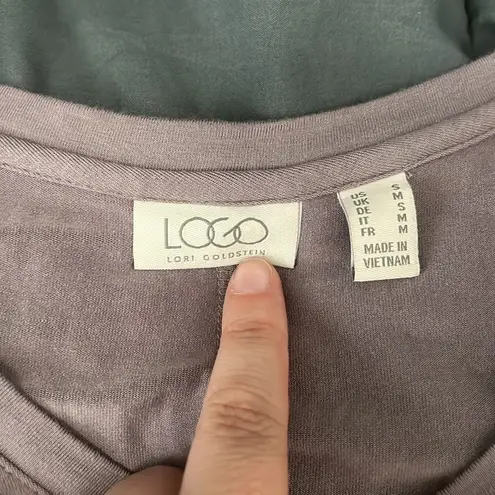 LOGO
LORI GOLDSTEIN
US S
UK M
DE S
IT M
FR M
MADE IN
VIETNAM